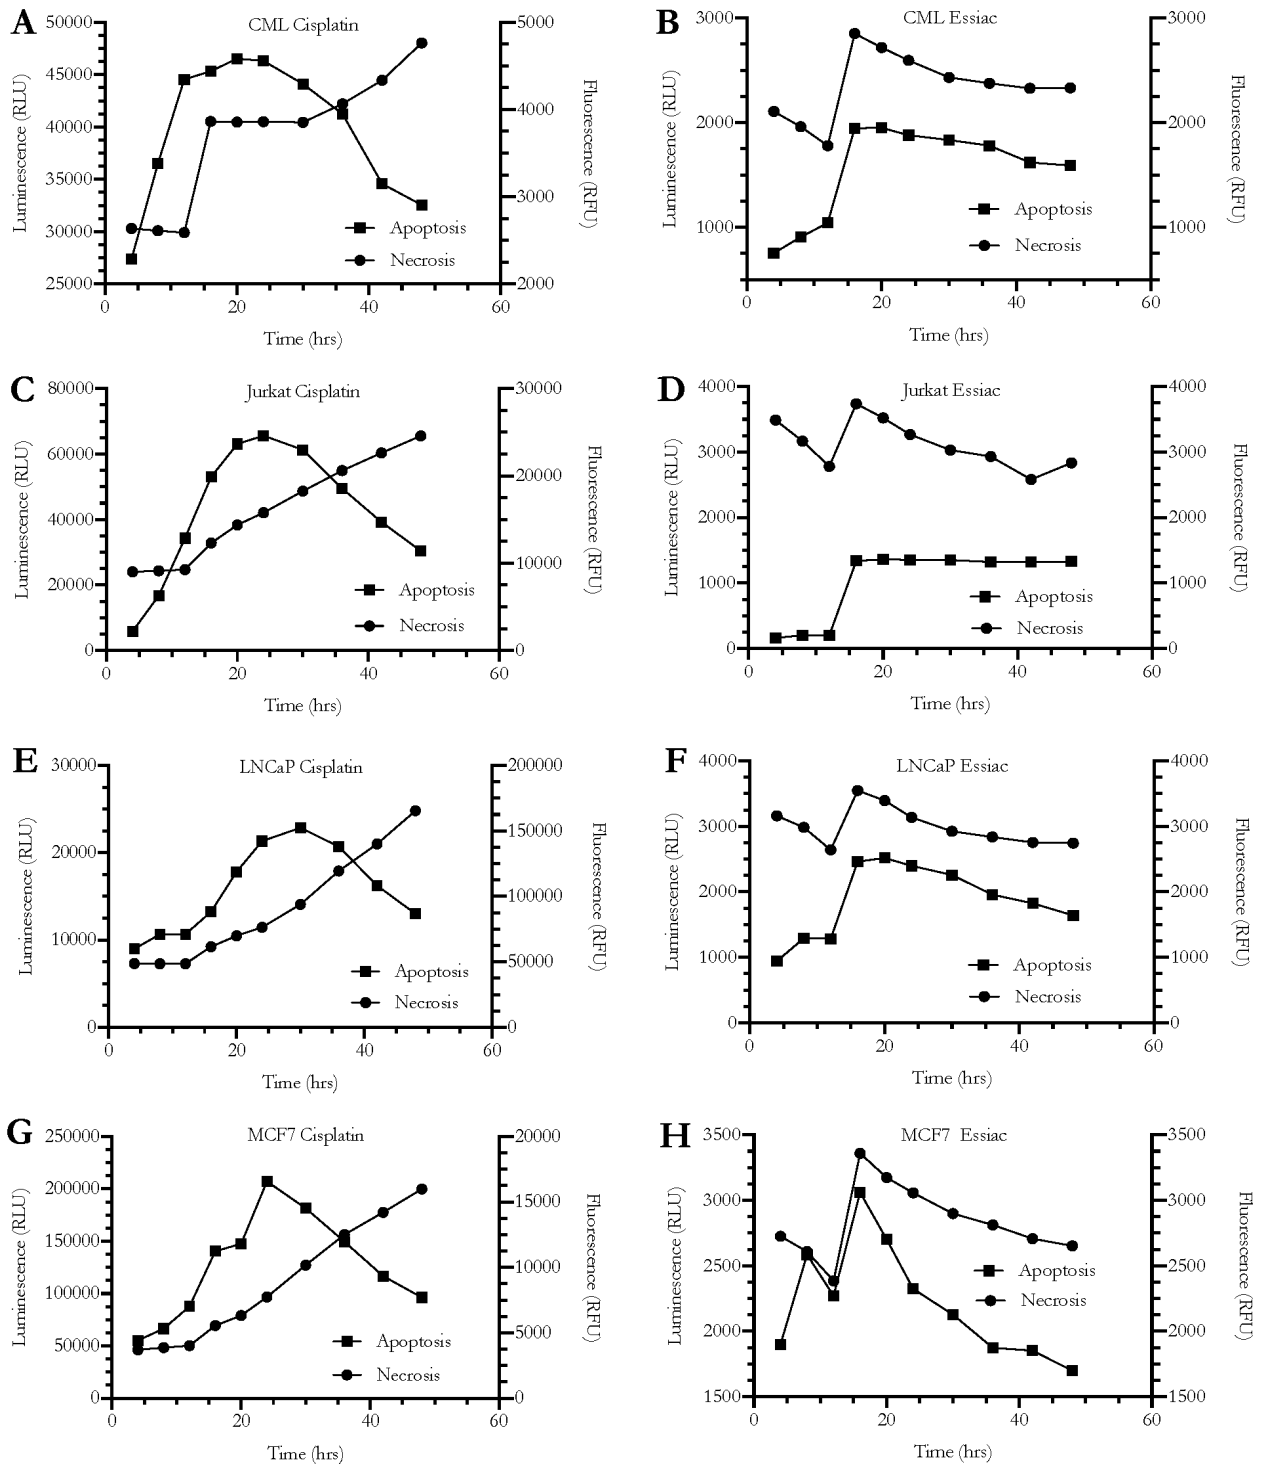 A
CML Cisplatin
50000
45000
40000
35000
30000
25000
Luminescence (RLU)
5000
4000
3000
2000
Fluorescence (RFU)
Apoptosis
Necrosis
0
20
40
60
Time (hrs)
B
CML Essiac
3000
2000
1000
Luminescence (RLU)
3000
2000
1000
Fluorescence (RFU)
Apoptosis
Necrosis
0
20
40
60
Time (hrs)
C
Jurkat Cisplatin
80000
60000
40000
20000
0
Luminescence (RLU)
30000
20000
10000
0
Fluorescence (RFU)
Apoptosis
Necrosis
0
20
40
60
Time (hrs)
D
Jurkat Essiac
4000
3000
2000
1000
0
Luminescence (RLU)
4000
3000
2000
1000
0
Fluorescence (RFU)
Apoptosis
Necrosis
0
20
40
60
Time (hrs)
E
LNCaP Cisplatin
30000
20000
10000
0
Luminescence (RLU)
200000
150000
100000
50000
0
Fluorescence (RFU)
Apoptosis
Necrosis
0
20
40
60
Time (hrs)
F
LNCaP Essiac
4000
3000
2000
1000
0
Luminescence (RLU)
4000
3000
2000
1000
0
Fluorescence (RFU)
Apoptosis
Necrosis
0
20
40
60
Time (hrs)
G
MCF7 Cisplatin
250000
200000
150000
100000
50000
0
Luminescence (RLU)
20000
15000
10000
5000
0
Fluorescence (RFU)
Apoptosis
Necrosis
0
20
40
60
Time (hrs)
H
MCF7 Essiac
3500
3000
2500
2000
1500
Luminescence (RLU)
3500
3000
2500
2000
1500
Fluorescence (RFU)
Apoptosis
Necrosis
0
20
40
60
Time (hrs)